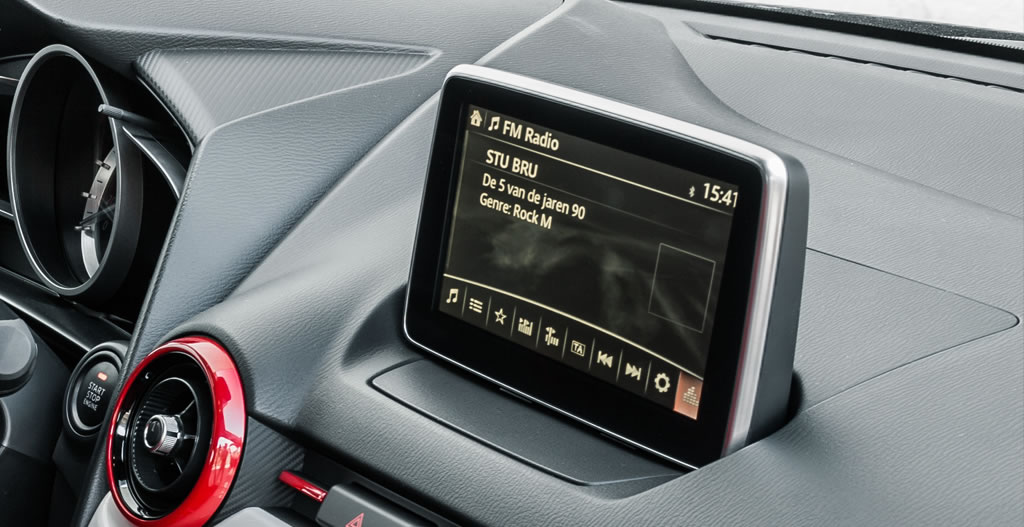 FM Radio
15:41
STU BRU
De 5 van de jaren 90
Genre: Rock M
TA
START
STOP
ENGINE